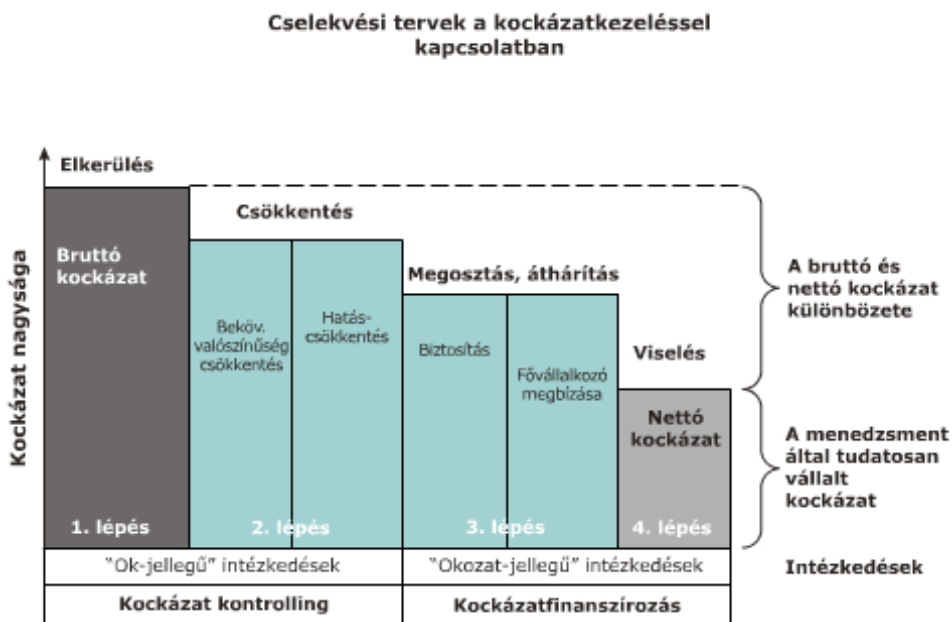 Cselekvési tervek a kockázatkezeléssel
kapcsolatban
Kockázat nagysága
Elkerülés
Bruttó
kockázat
1. lépés
Csökkentés
Beköv.
valószínűség
csökkentés
Hatás-
csökkentés
2. lépés
Megosztás, áthárítás
Biztosítás
Fővállalkozó
megbízása
3. lépés
Viselés
Nettó
kockázat
4. lépés
A bruttó és
nettó kockázat
különbözete
A menedzsment
által tudatosan
vállalt
kockázat
"Ok-jellegű" intézkedések
"Okozat-jellegű" intézkedések
Intézkedések
Kockázat kontrolling
Kockázatfinanszírozás